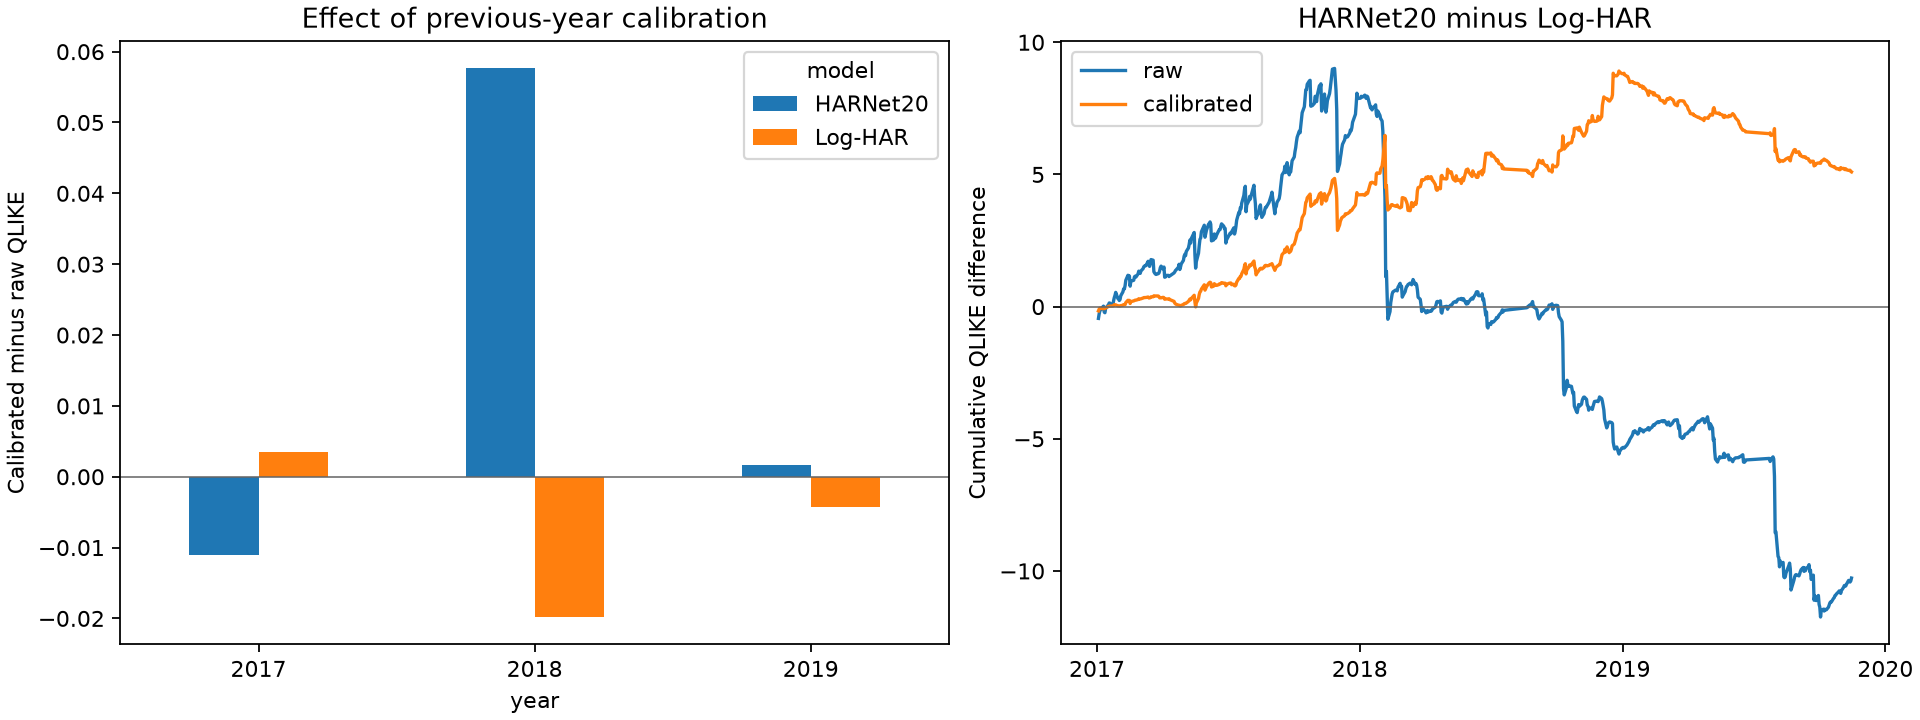 Effect of previous-year calibration
Calibrated minus raw QLIKE
0.06
0.05
0.04
0.03
0.02
0.01
0.00
−0.01
−0.02
model
HARNet20
Log-HAR
2017
2018
2019
year
HARNet20 minus Log-HAR
Cumulative QLIKE difference
10
5
0
−5
−10
raw
calibrated
2017
2018
2019
2020